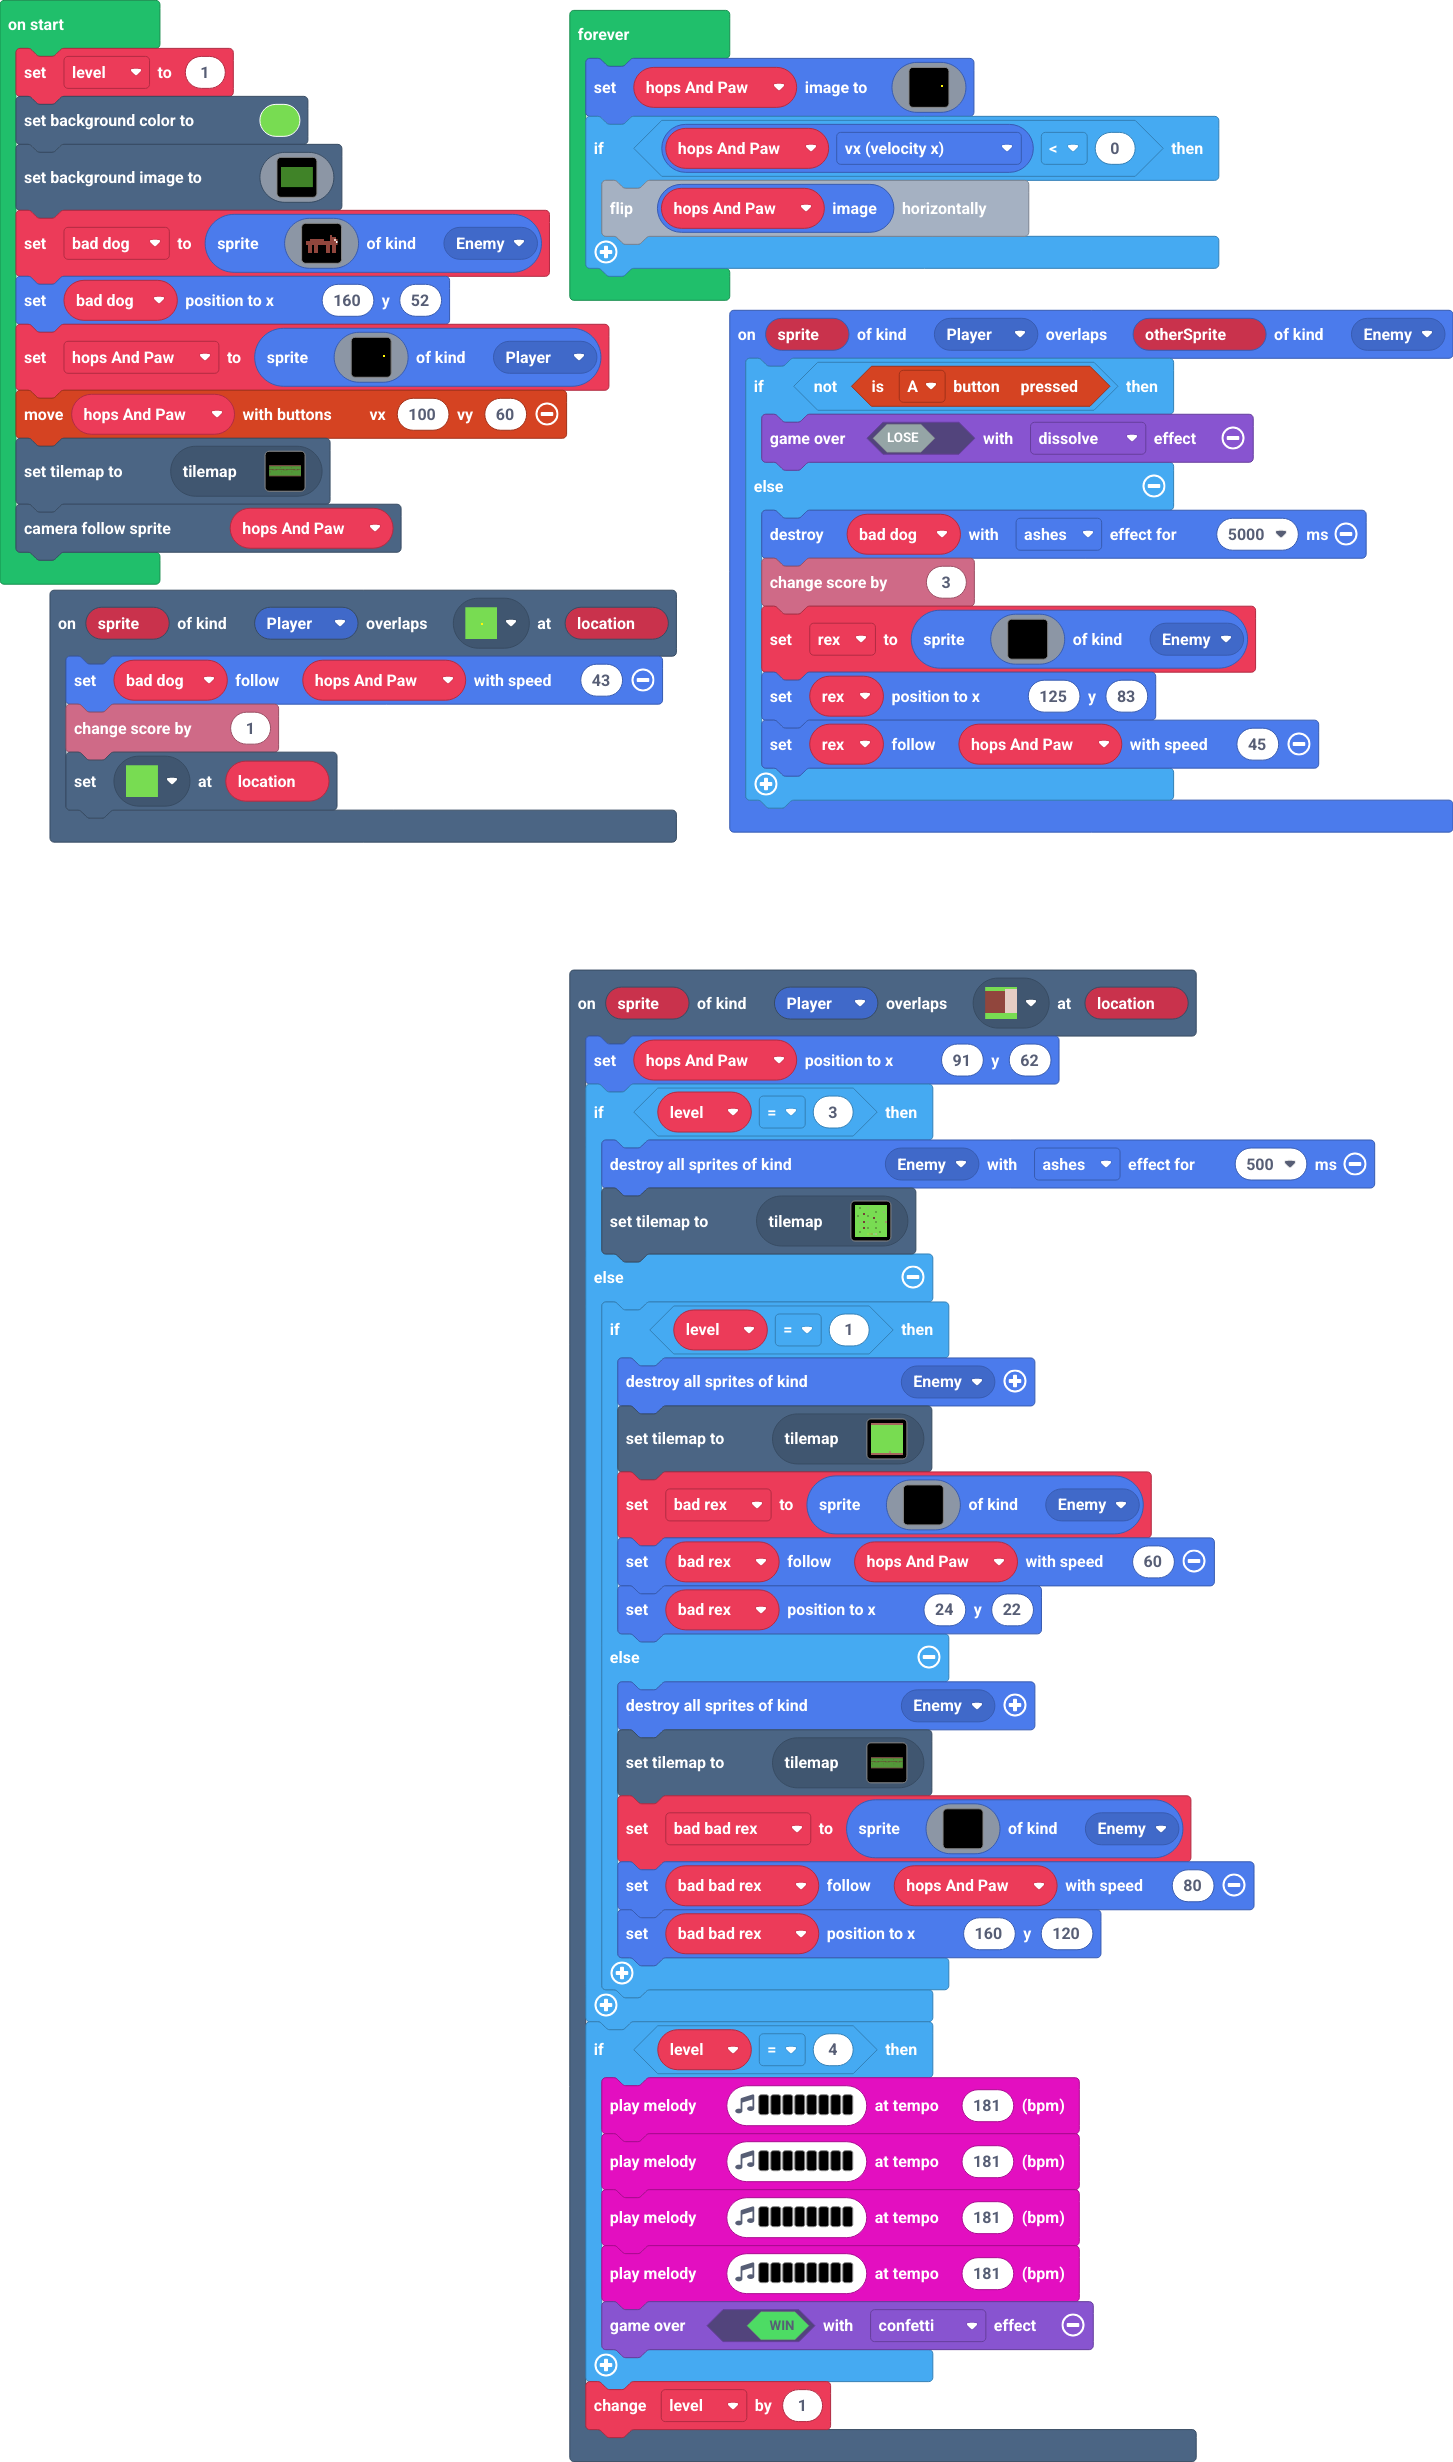 on start
set level to 1
set background color to
set background image to
set bad dog to sprite of kind Enemy
set bad dog position to x 160 y 52
set hops And Paw to sprite of kind Player
move hops And Paw with buttons vx 100 vy 60
set tilemap to tilemap
camera follow sprite hops And Paw
forever
set hops And Paw image to
if hops And Paw vx (velocity x) < 0 then
flip hops And Paw image horizontally
on sprite of kind Player overlaps otherSprite of kind Enemy
if not is A button pressed then
game over LOSE with dissolve effect
else
destroy bad dog with ashes effect for 5000 ms
change score by 3
set rex to sprite of kind Enemy
set rex position to x 125 y 83
set rex follow hops And Paw with speed 45
on sprite of kind Player overlaps at location
set bad dog follow hops And Paw with speed 43
change score by 1
set at location
on sprite of kind Player overlaps at location
set hops And Paw position to x 91 y 62
if level = 3 then
destroy all sprites of kind Enemy with ashes effect for 500 ms
set tilemap to tilemap
else
if level = 1 then
destroy all sprites of kind Enemy
set tilemap to tilemap
set bad rex to sprite of kind Enemy
set bad rex follow hops And Paw with speed 60
set bad rex position to x 24 y 22
else
destroy all sprites of kind Enemy
set tilemap to tilemap
set bad bad rex to sprite of kind Enemy
set bad bad rex follow hops And Paw with speed 80
set bad bad rex position to x 160 y 120
if level = 4 then
play melody at tempo 181 (bpm)
play melody at tempo 181 (bpm)
play melody at tempo 181 (bpm)
play melody at tempo 181 (bpm)
game over WIN with confetti effect
change level by 1